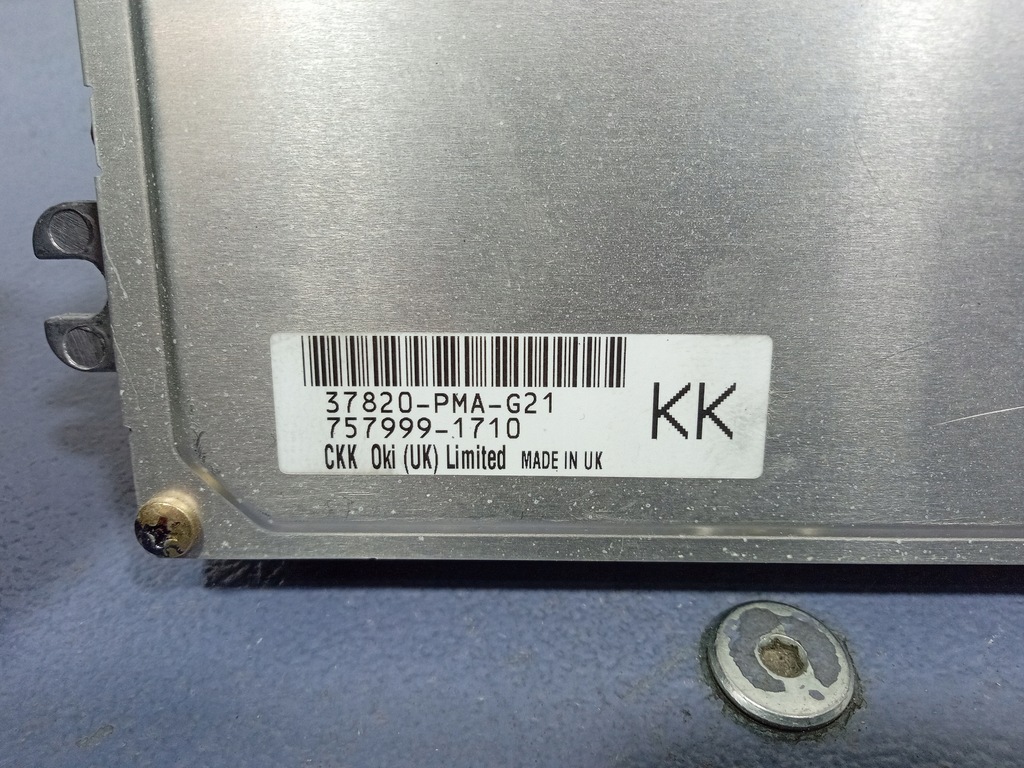 37820-PMA-G21
757999-1710
KK
CKK Oki (UK) Limited MADE IN UK